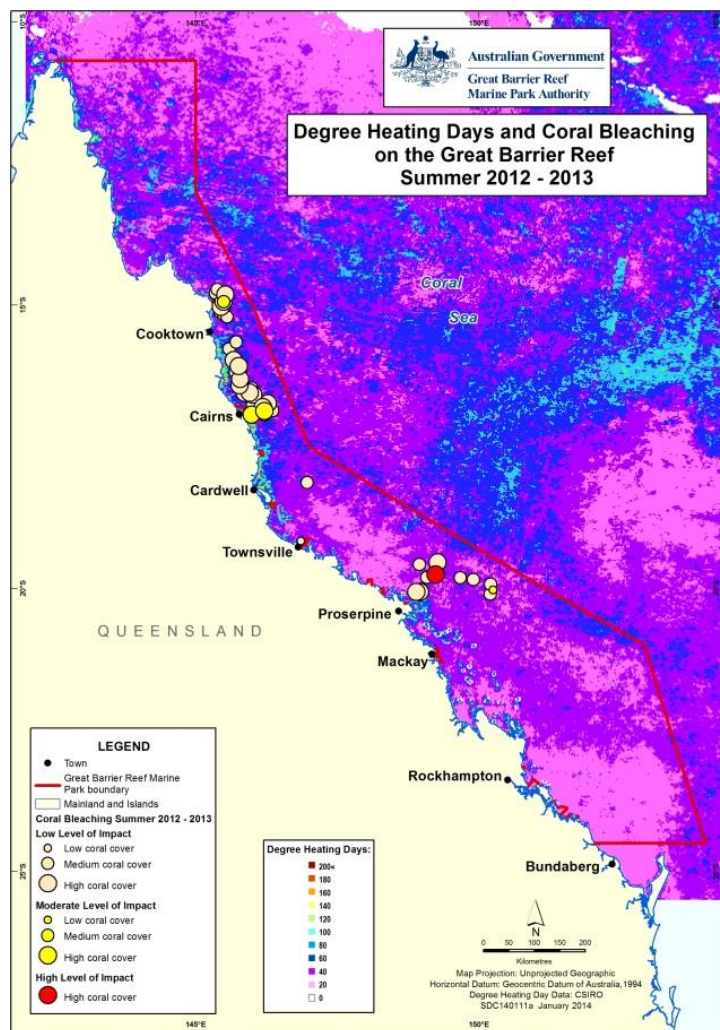 10°S
145°E
150°E
Australian Government
Great Barrier Reef
Marine Park Authority
Degree Heating Days and Coral Bleaching
on the Great Barrier Reef
Summer 2012 - 2013
Coral
Sea
15°S
Cooktown
Cairns
Cardwell
Townsville
20°S
Proserpine
QUEENSLAND
Mackay
Rockhampton
Bundaberg
25°S
LEGEND
Town
Great Barrier Reef Marine
Park boundary
Mainland and Islands
Coral Bleaching Summer 2012 - 2013
Low Level of Impact
Low coral cover
Medium coral cover
High coral cover
Moderate Level of Impact
Low coral cover
Medium coral cover
High coral cover
High Level of Impact
High coral cover
Degree Heating Days:
200<
180
160
140
120
100
80
60
40
20
0
N
0 50 100 200
Kilometres
Map Projection: Unprojected Geographic
Horizontal Datum: Geocentric Datum of Australia,1994
Degree Heating Day Data: CSIRO
SDC140111a January 2014
145°E
150°E